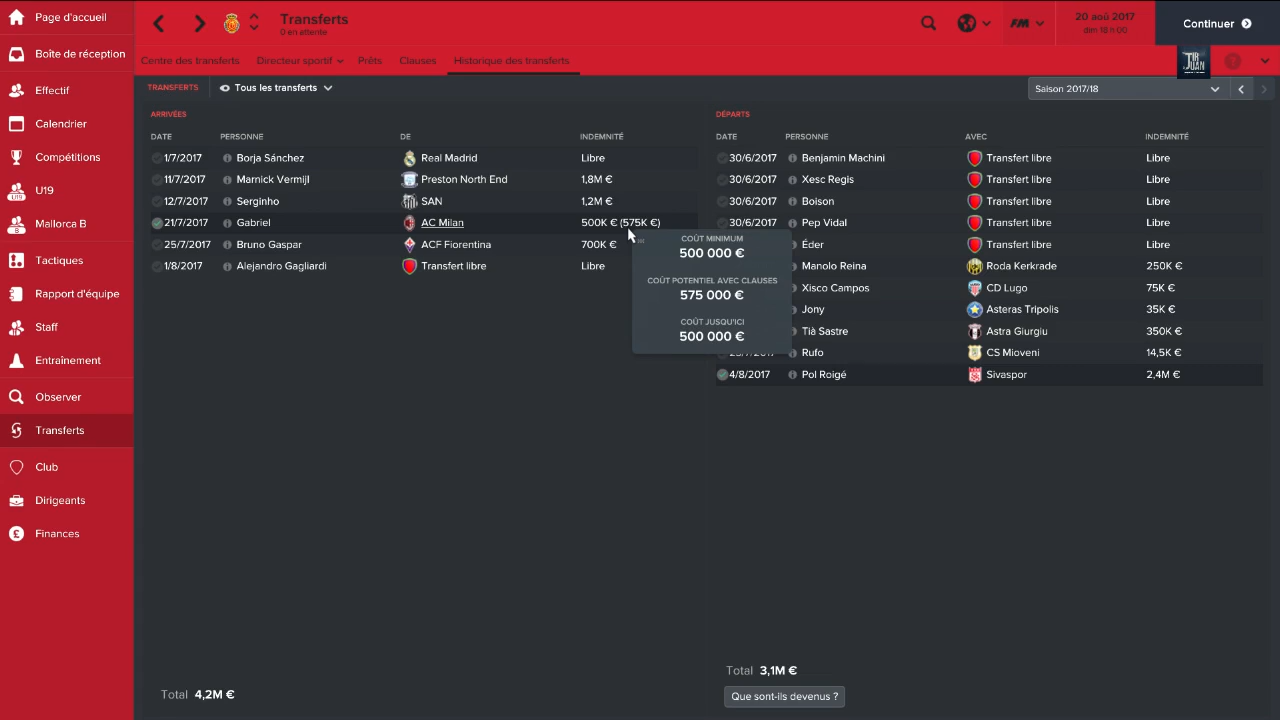 Page d'accueil
Boîte de réception
Effectif
Calendrier
Compétitions
U19
Mallorca B
Tactiques
Rapport d'équipe
Staff
Entraînement
Observer
Transferts
Club
Dirigeants
Finances
Transferts
0 en attente
FM
20 aoû 2017
dim 18 h 00
Continuer
Centre des transferts
Directeur sportif
Prêts
Clauses
Historique des transferts
TRANSFERTS
Tous les transferts
Saison 2017/18
ARRIVÉES
DATE PERSONNE DE INDEMNITÉ
1/7/2017 Borja Sánchez Real Madrid Libre
11/7/2017 Marnick Vermijl Preston North End 1,8M €
12/7/2017 Serginho SAN 1,2M €
21/7/2017 Gabriel AC Milan 500K € (575K €)
25/7/2017 Bruno Gaspar ACF Fiorentina 700K €
1/8/2017 Alejandro Gagliardi Transfert libre Libre
Total 4,2M €
COÛT MINIMUM
500 000 €
COÛT POTENTIEL AVEC CLAUSES
575 000 €
COÛT JUSQU'ICI
500 000 €
DÉPARTS
DATE PERSONNE AVEC INDEMNITÉ
30/6/2017 Benjamin Machini Transfert libre Libre
30/6/2017 Xesc Regis Transfert libre Libre
30/6/2017 Boison Transfert libre Libre
30/6/2017 Pep Vidal Transfert libre Libre
Éder Transfert libre Libre
Manolo Reina Roda Kerkrade 250K €
Xisco Campos CD Lugo 75K €
Jony Asteras Tripolis 35K €
Tià Sastre Astra Giurgiu 350K €
Rufo CS Mioveni 14,5K €
4/8/2017 Pol Roigé Sivaspor 2,4M €
Total 3,1M €
Que sont-ils devenus ?